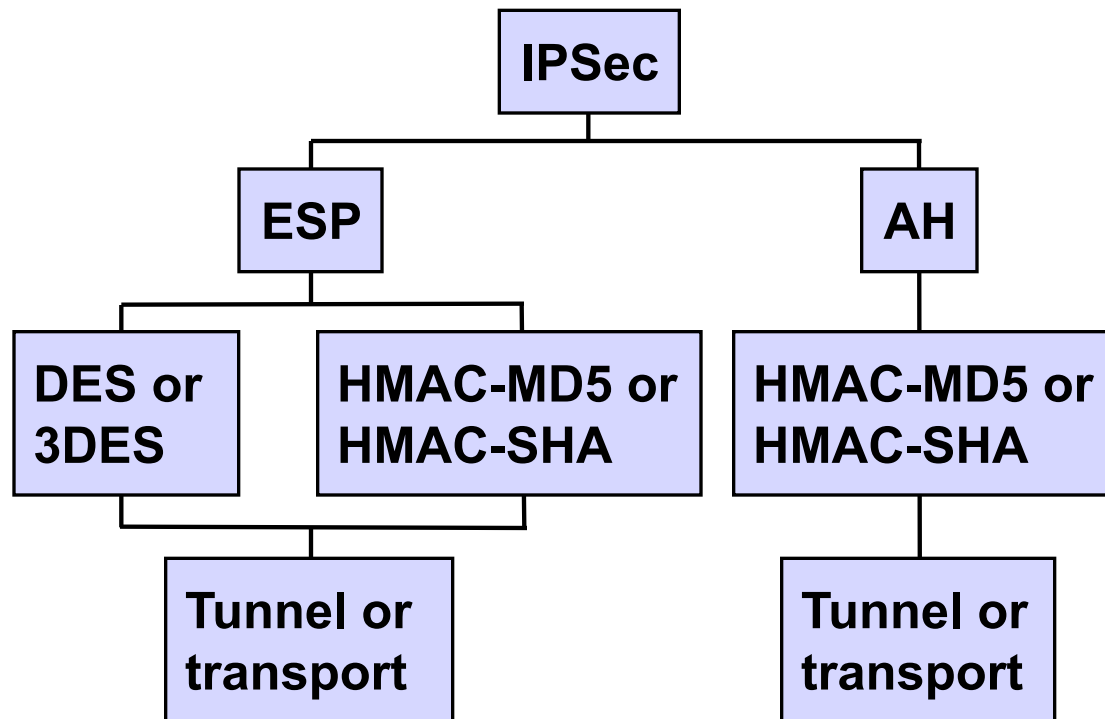 IPSec
ESP
AH
DES or
3DES
HMAC-MD5 or
HMAC-SHA
HMAC-MD5 or
HMAC-SHA
Tunnel or
transport
Tunnel or
transport